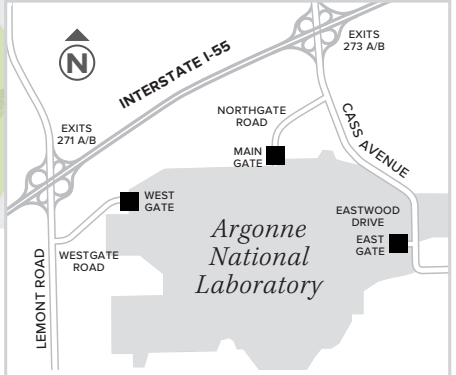 EXITS
273 A/B
INTERSTATE I-55
N
NORTHGATE
ROAD
CASS AVENUE
EXITS
271 A/B
MAIN
GATE
WEST
GATE
EASTWOOD
DRIVE
EAST
GATE
Argonne
National
Laboratory
WESTGATE
ROAD
LEMONT ROAD